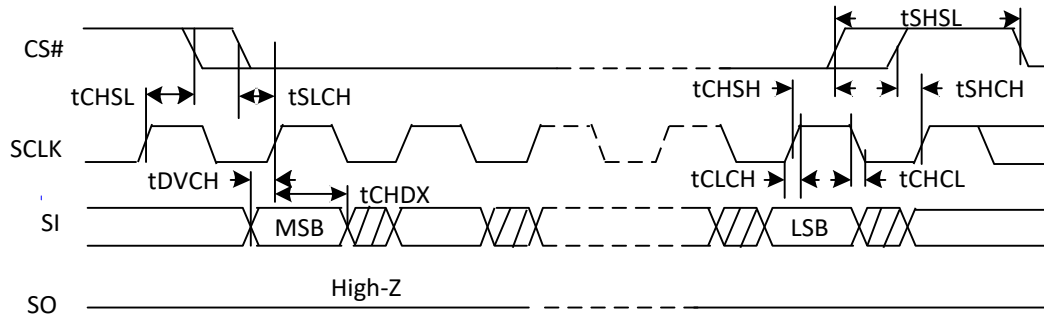 tSHSL
CS#
tCHSL
tSLCH
tCHSH
tSHCH
SCLK
tDVCH
tCHDX
tCLCH
tCHCL
SI
MSB
LSB
High-Z
SO